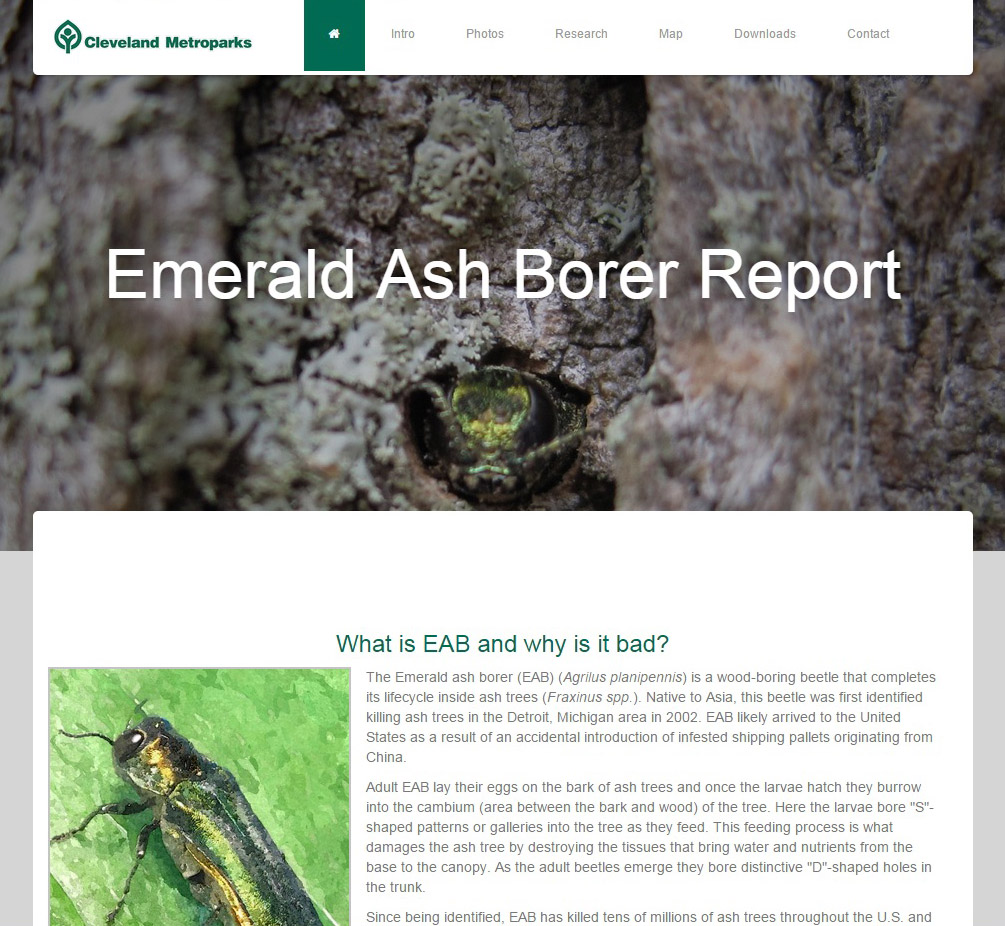 Cleveland Metroparks
Intro
Photos
Research
Map
Downloads
Contact
Emerald Ash Borer Report
What is EAB and why is it bad?
The Emerald ash borer (EAB) (Agrilus planipennis) is a wood-boring beetle that completes
its lifecycle inside ash trees (Fraxinus spp.). Native to Asia, this beetle was first identified
killing ash trees in the Detroit, Michigan area in 2002. EAB likely arrived to the United
States as a result of an accidental introduction of infested shipping pallets originating from
China.
Adult EAB lay their eggs on the bark of ash trees and once the larvae hatch they burrow
into the cambium (area between the bark and wood) of the tree. Here the larvae bore "S"-
shaped patterns or galleries into the tree as they feed. This feeding process is what
damages the ash tree by destroying the tissues that bring water and nutrients from the
base to the canopy. As the adult beetles emerge they bore distinctive "D"-shaped holes in
the trunk.
Since being identified, EAB has killed tens of millions of ash trees throughout the U.S. and